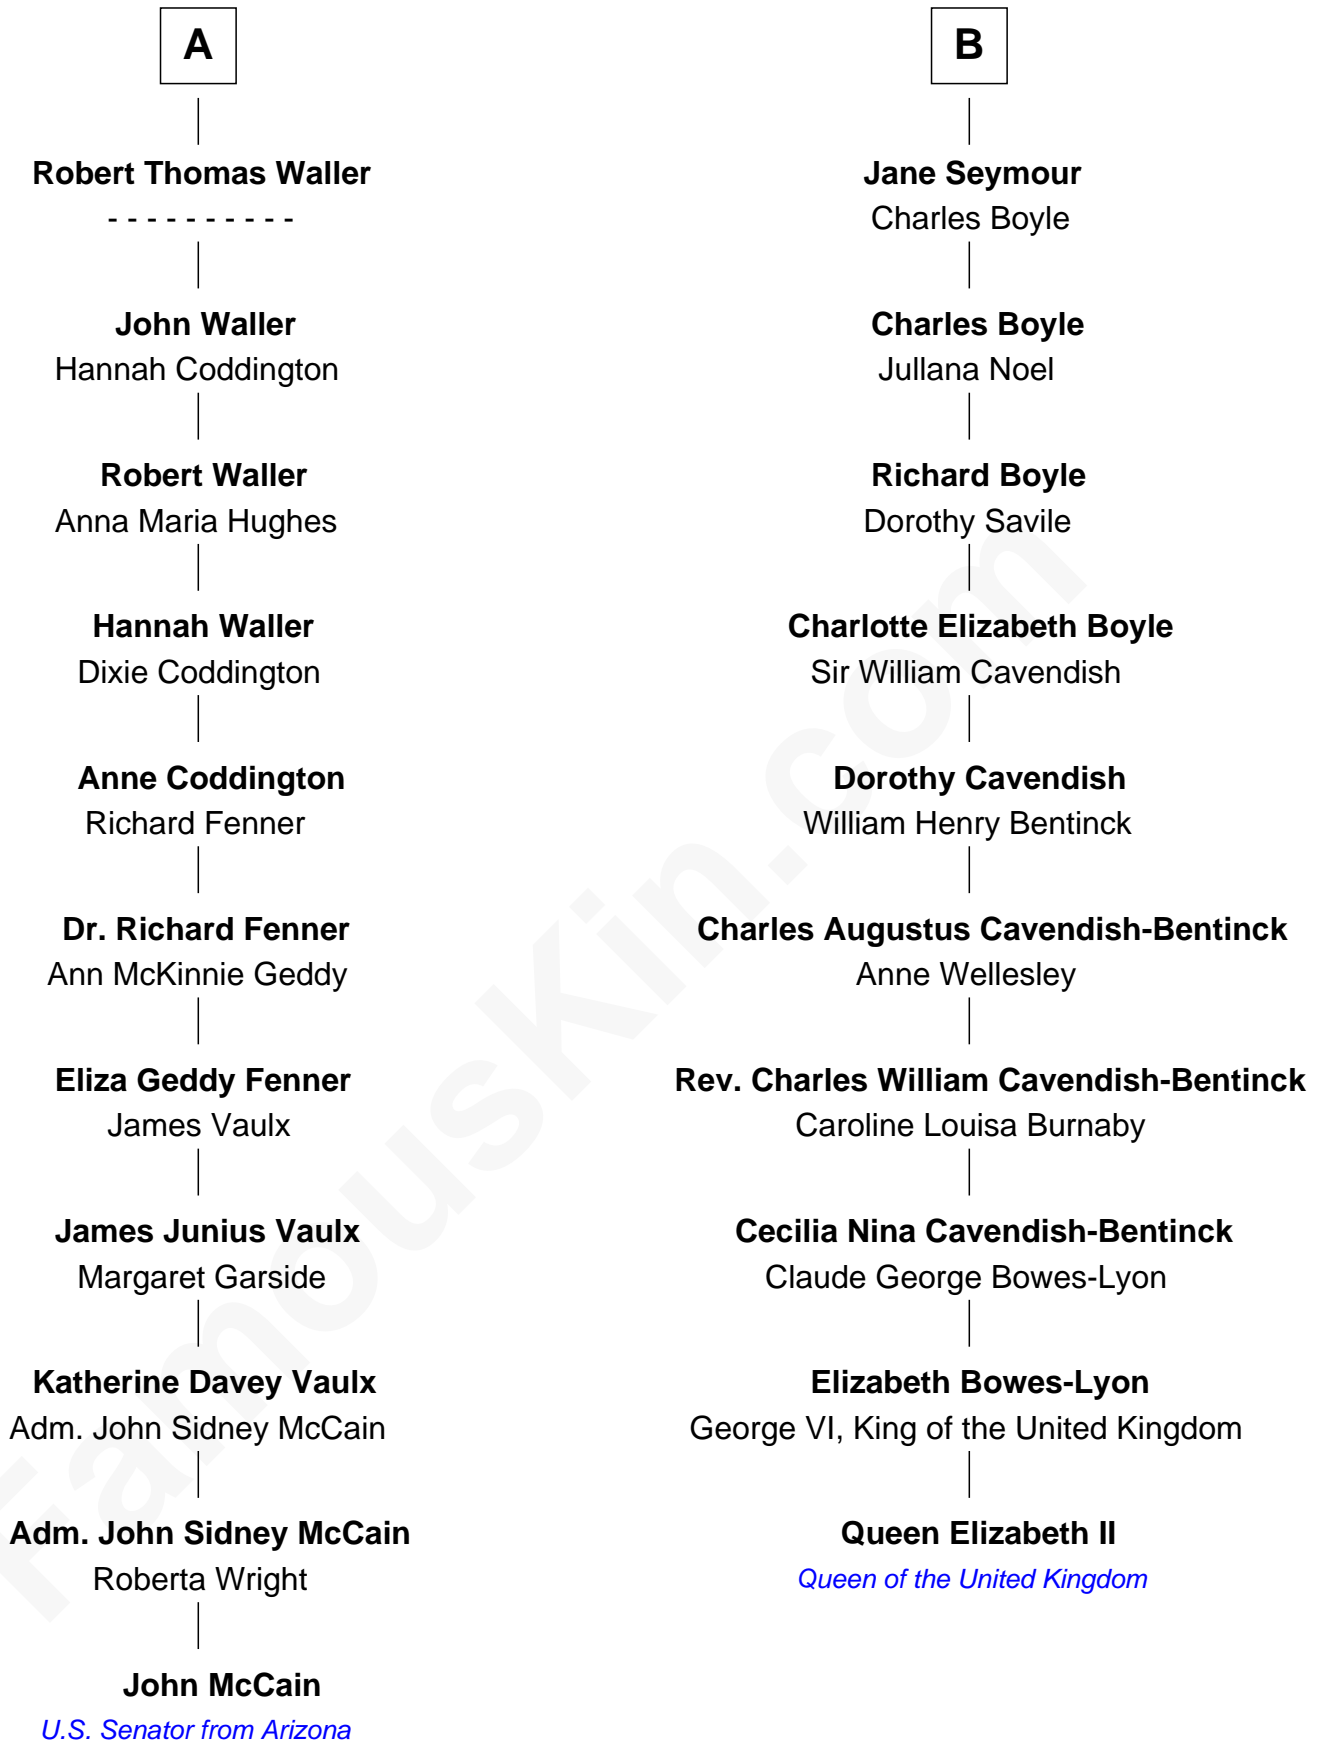 A
Robert Thomas Waller
- - - - - - - - - -
John Waller
Hannah Coddington
Robert Waller
Anna Maria Hughes
Hannah Waller
Dixie Coddington
Anne Coddington
Richard Fenner
Dr. Richard Fenner
Ann McKinnie Geddy
Eliza Geddy Fenner
James Vaulx
James Junius Vaulx
Margaret Garside
Katherine Davey Vaulx
Adm. John Sidney McCain
Adm. John Sidney McCain
Roberta Wright
John McCain
U.S. Senator from Arizona
B
Jane Seymour
Charles Boyle
Charles Boyle
Jullana Noel
Richard Boyle
Dorothy Savile
Charlotte Elizabeth Boyle
Sir William Cavendish
Dorothy Cavendish
William Henry Bentinck
Charles Augustus Cavendish-Bentinck
Anne Wellesley
Rev. Charles William Cavendish-Bentinck
Caroline Louisa Burnaby
Cecilia Nina Cavendish-Bentinck
Claude George Bowes-Lyon
Elizabeth Bowes-Lyon
George VI, King of the United Kingdom
Queen Elizabeth II
Queen of the United Kingdom
FamousKin.com